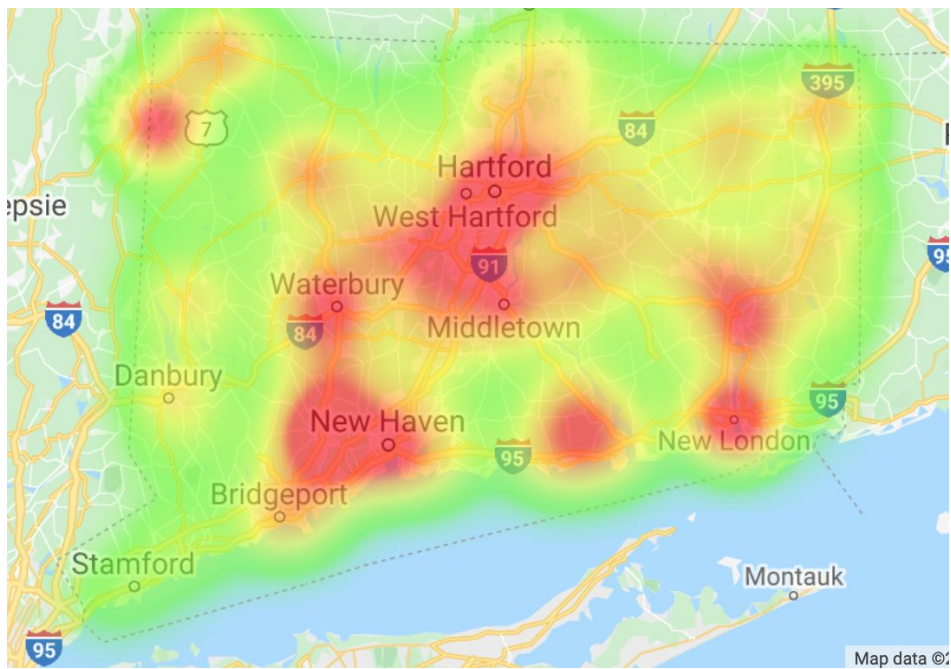 395
7
84
Hartford
epsie
West Hartford
95
91
Waterbury
84
Middletown
84
Danbury
95
New Haven
New London
95
Bridgeport
Stamford
Montauk
95
Map data ©